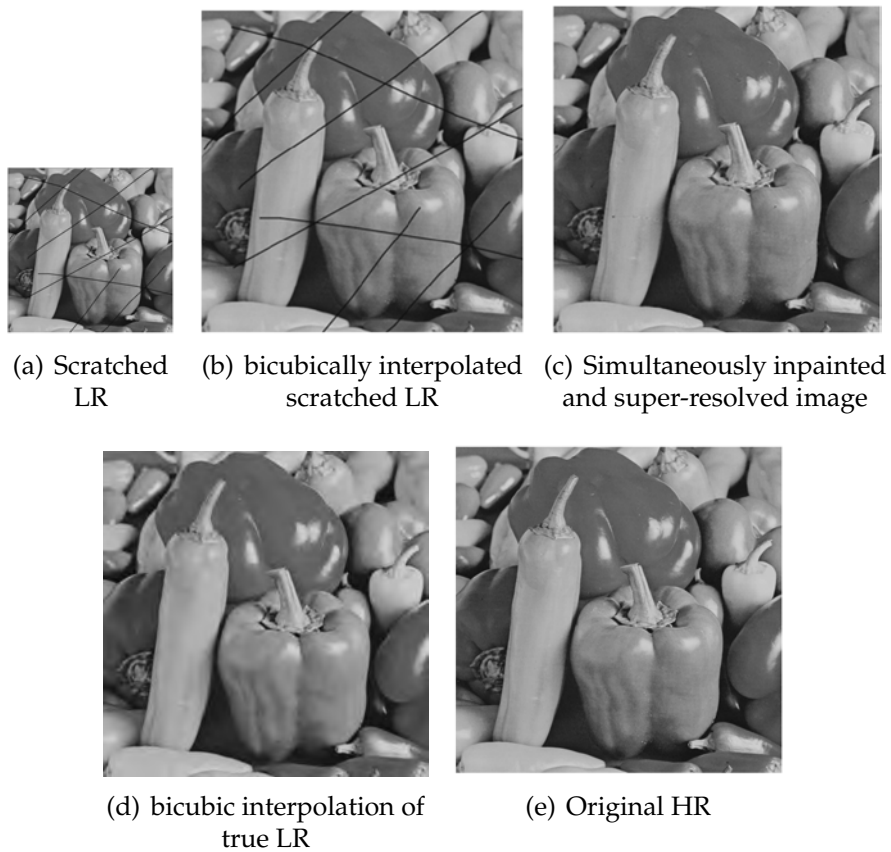 (a) Scratched
LR
(b) bicubically interpolated
scratched LR
(c) Simultaneously inpainted
and super-resolved image
(d) bicubic interpolation of
true LR
(e) Original HR